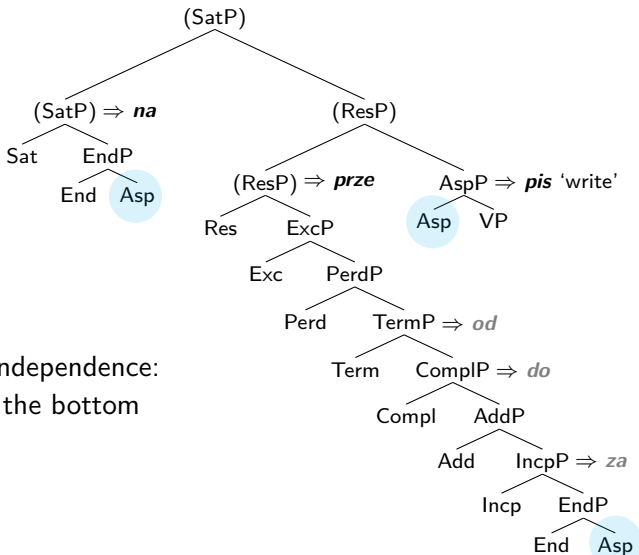 (SatP)
(SatP) ⇒ na
(ResP)
Sat EndP
(ResP) ⇒ prze
AspP ⇒ pis ‘write’
End Asp
Res ExcP
Asp VP
Exc PerdP
Perd TermP ⇒ od
ndependence:
Term ComplP ⇒ do
the bottom
Compl AddP
Add IncpP ⇒ za
Incp EndP
End Asp